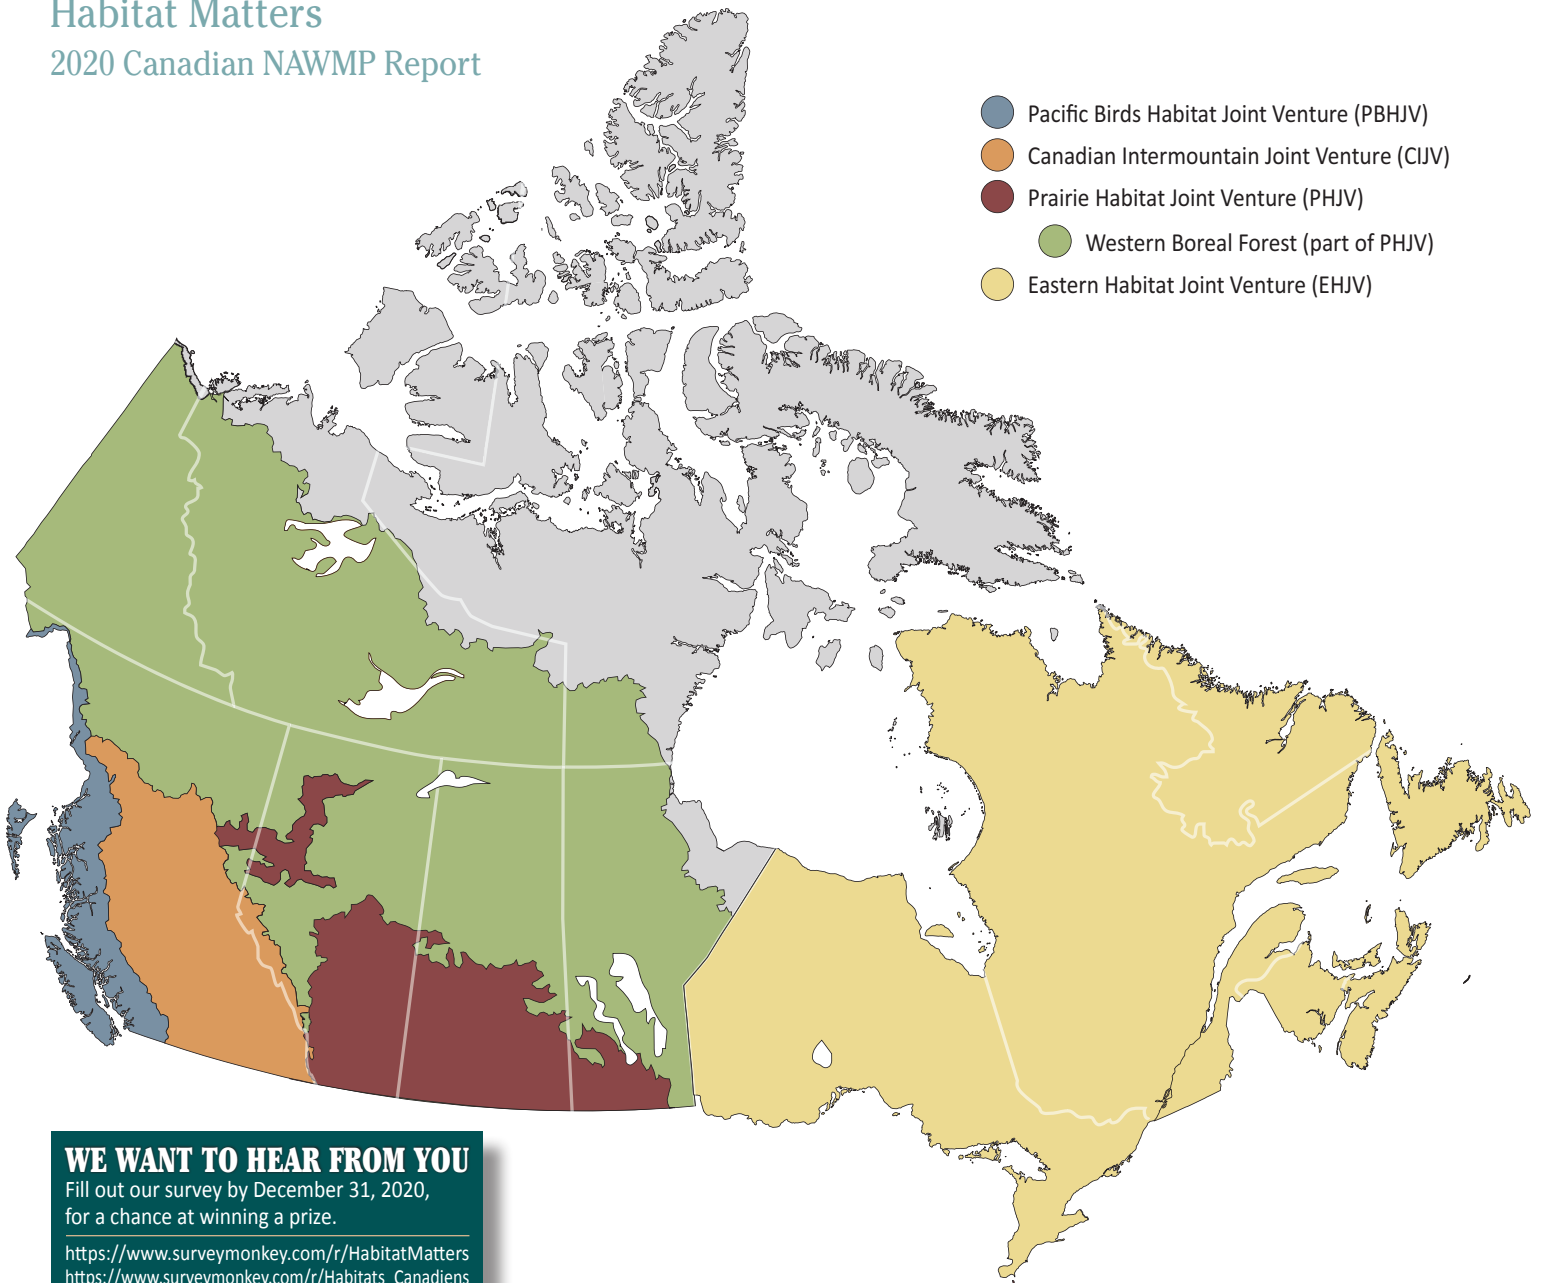 Habitat Matters
2020 Canadian NAWMP Report
Pacific Birds Habitat Joint Venture (PBHJV)
Canadian Intermountain Joint Venture (CIJV)
Prairie Habitat Joint Venture (PHJV)
Western Boreal Forest (part of PHJV)
Eastern Habitat Joint Venture (EHJV)
WE WANT TO HEAR FROM YOU
Fill out our survey by December 31, 2020,
for a chance at winning a prize.
https://www.surveymonkey.com/r/HabitatMatters
https://www.surveymonkey.com/r/Habitats_Canadiens